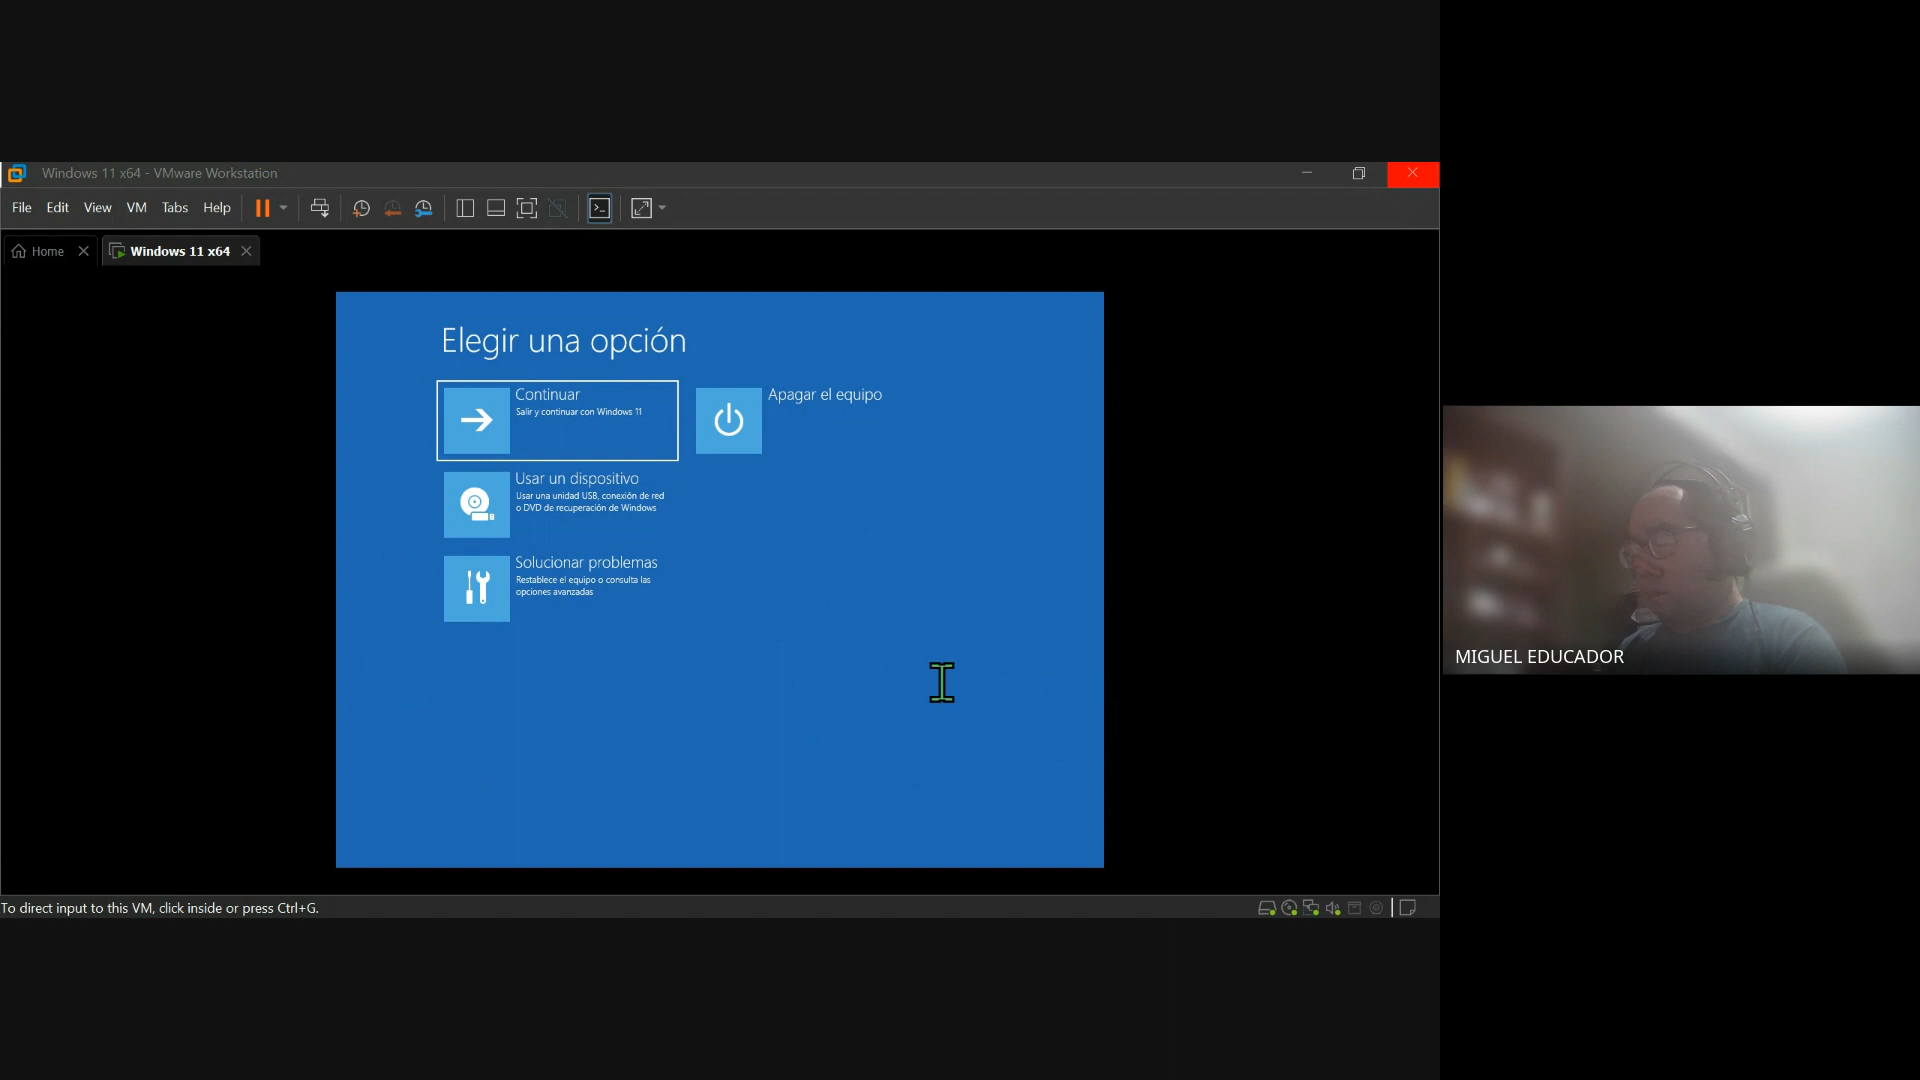 Windows 11 x64 - VMware Workstation
File Edit View VM Tabs Help
Home
Windows 11 x64
Elegir una opción
Continuar
Salir y continuar con Windows 11
Apagar el equipo
Usar un dispositivo
Usar una unidad USB, conexión de red
o DVD de recuperación de Windows
Solucionar problemas
Restablece el equipo o consulta las
opciones avanzadas
MIGUEL EDUCADOR
To direct input to this VM, click inside or press Ctrl+G.